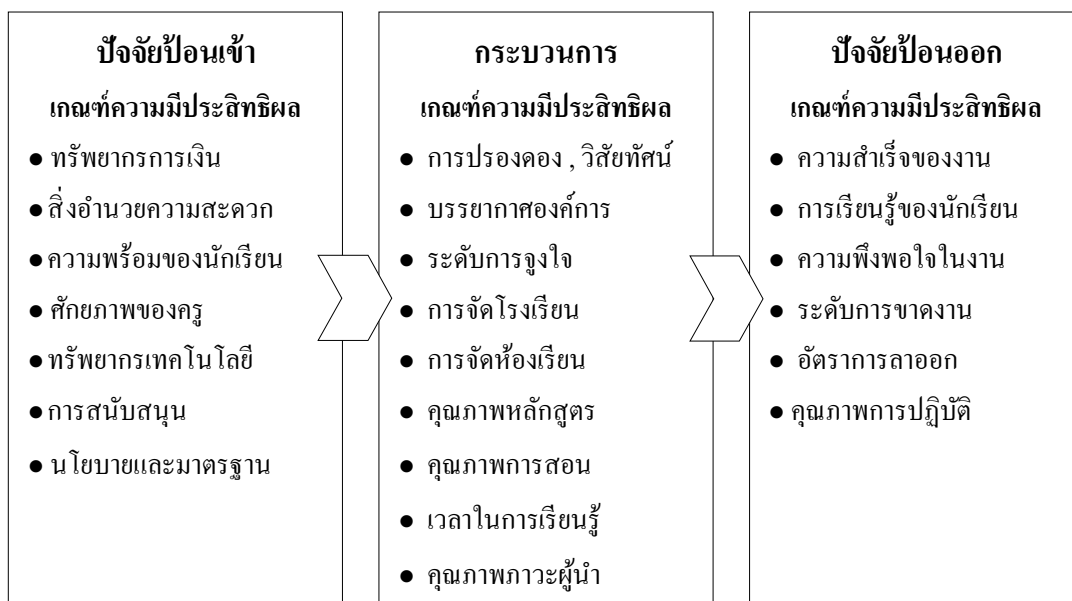 ปัจจัยป้อนเข้า
เกณฑ์ความมีประสิทธิผล
● ทรัพยากรการเงิน
● สิ่งอำนวยความสะดวก
● ความพร้อมของนักเรียน
● ศักยภาพของครู
● ทรัพยากรเทคโนโลยี
● การสนับสนุน
● นโยบายและมาตรฐาน
กระบวนการ
เกณฑ์ความมีประสิทธิผล
● การปรองดอง , วิสัยทัศน์
● บรรยากาศองค์การ
● ระดับการจูงใจ
● การจัดโรงเรียน
● การจัดห้องเรียน
● คุณภาพหลักสูตร
● คุณภาพการสอน
● เวลาในการเรียนรู้
● คุณภาพภาวะผู้นำ
ปัจจัยป้อนออก
เกณฑ์ความมีประสิทธิผล
● ความสำเร็จของงาน
● การเรียนรู้ของนักเรียน
● ความพึงพอใจในงาน
● ระดับการขาดงาน
● อัตราการลาออก
● คุณภาพการปฏิบัติ